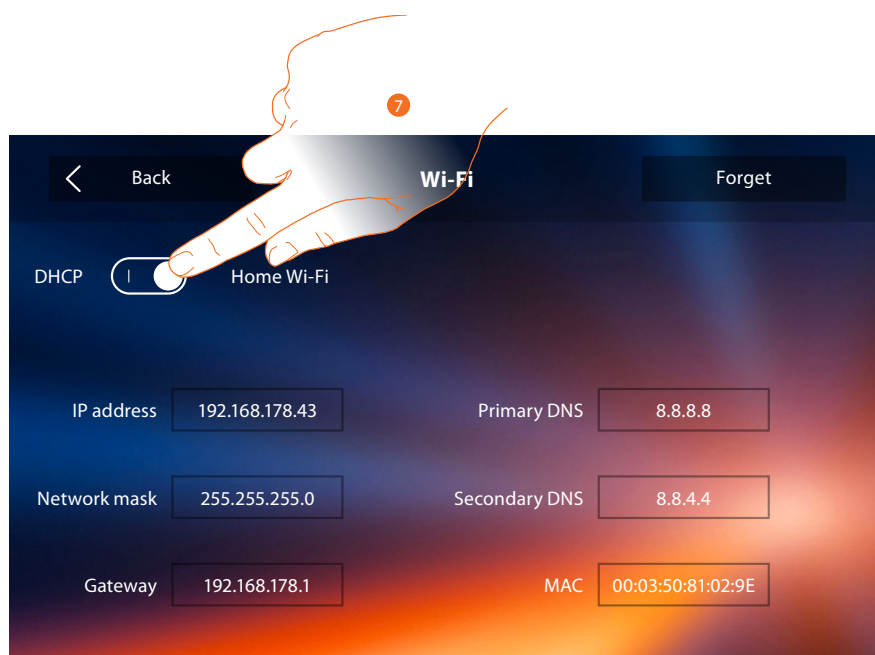 7
Back
Wi-Fi
Forget
DHCP
Home Wi-Fi
IP address 192.168.178.43
Primary DNS 8.8.8.8
Network mask 255.255.255.0
Secondary DNS 8.8.4.4
Gateway 192.168.178.1
MAC 00:03:50:81:02:9E